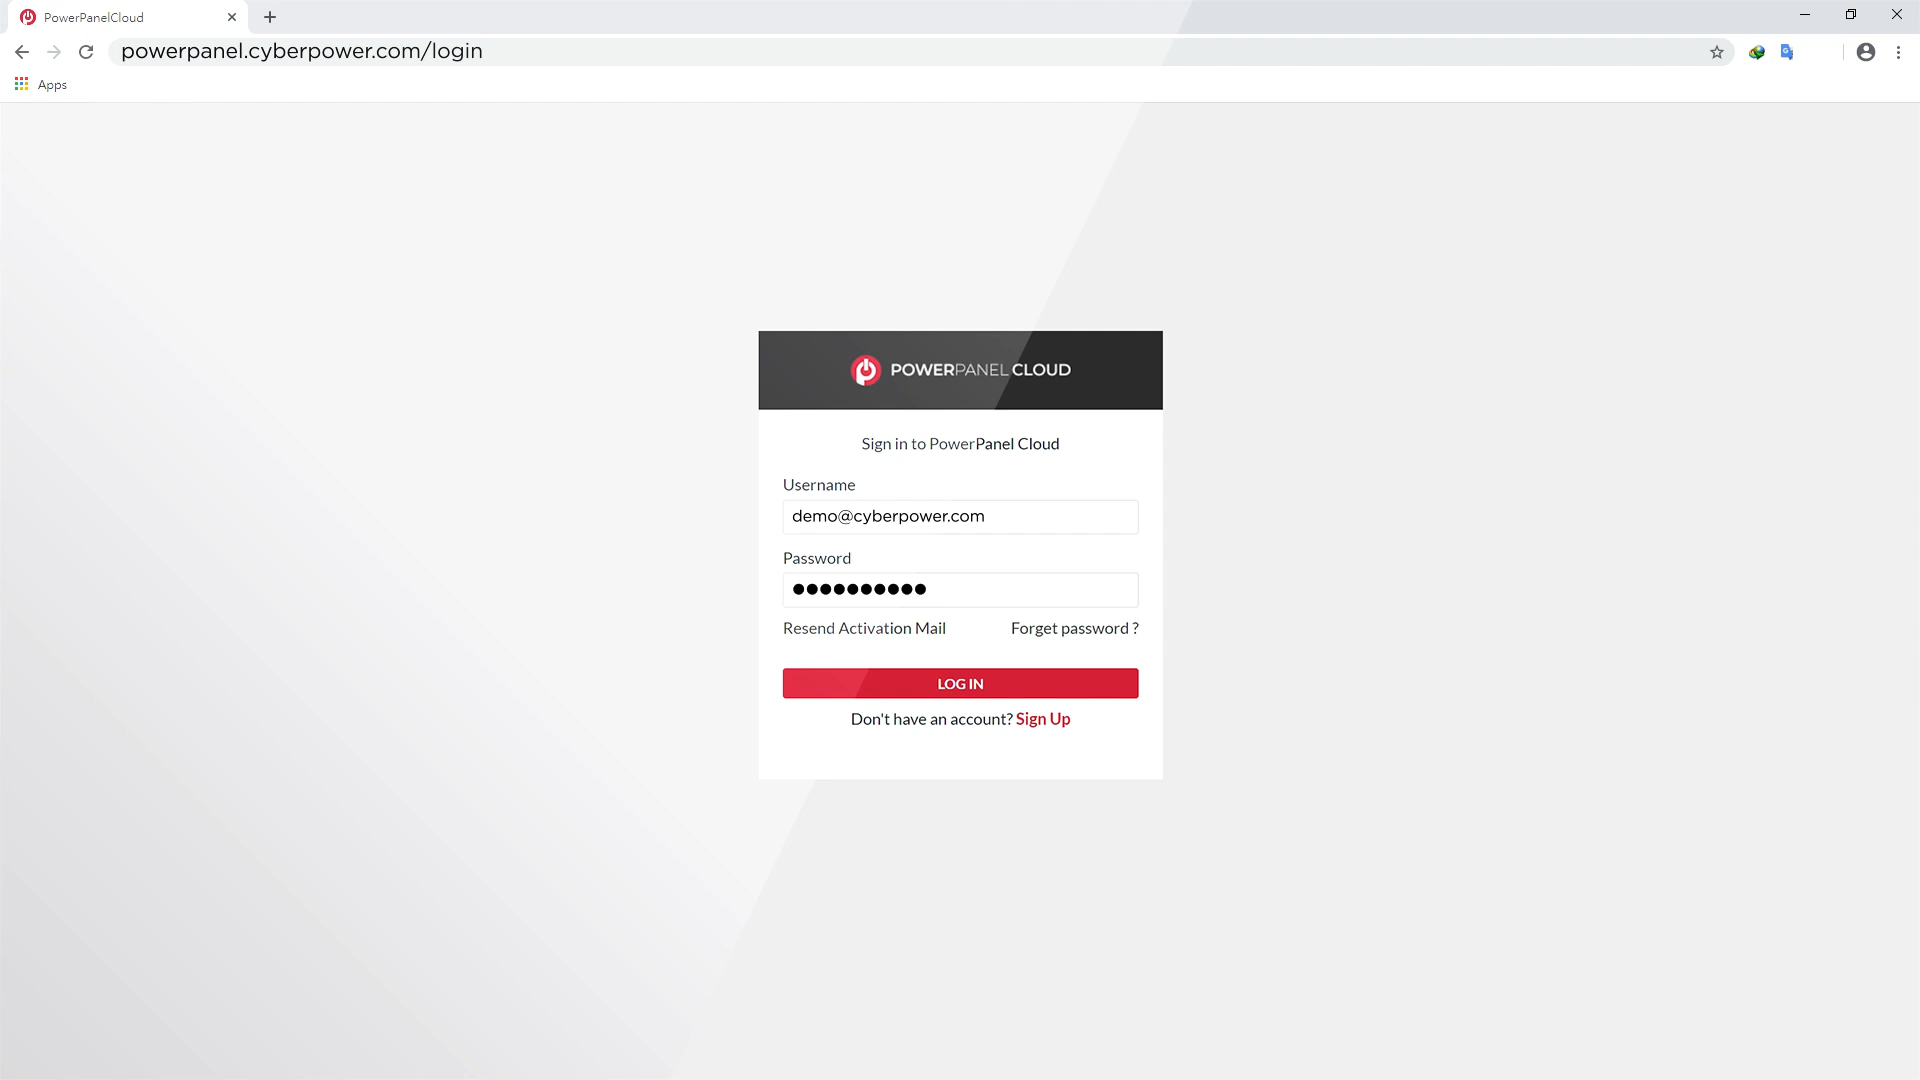 PowerPanelCloud
powerpanel.cyberpower.com/login
Apps
POWERPANEL CLOUD
Sign in to PowerPanel Cloud
Username
demo@cyberpower.com
Password
Resend Activation Mail
Forget password ?
LOG IN
Don't have an account? Sign Up